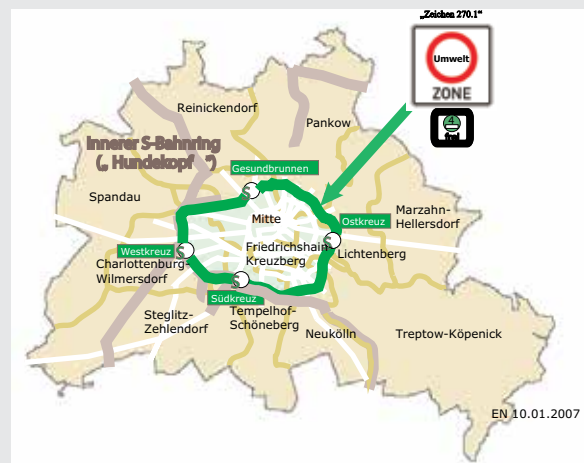 „Zeichen 270.1“
Umwelt
ZONE
4
frei
Reinickendorf
Pankow
Innerer S-Bahnring
(„ Hundekopf “)
Gesundbrunnen
S
Spandau
Mitte
Marzahn-
Hellersdorf
Ostkreuz
S
Westkreuz
S
Friedrichshain-
Kreuzberg
Lichtenberg
Charlottenburg-
Wilmersdorf
S
Südkreuz
Steglitz-
Zehlendorf
Tempelhof-
Schöneberg
Neukölln
Treptow-Köpenick
EN 10.01.2007